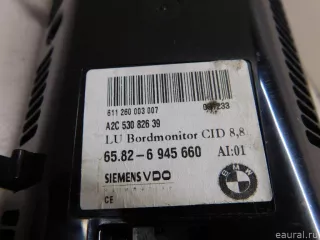 611 260 003 007
A2C 530 826 39
LU Bordmonitor CID 8,8
65.82-6 945 660 AI:01
SIEMENS VDO
BMW
CE
eaural.ru